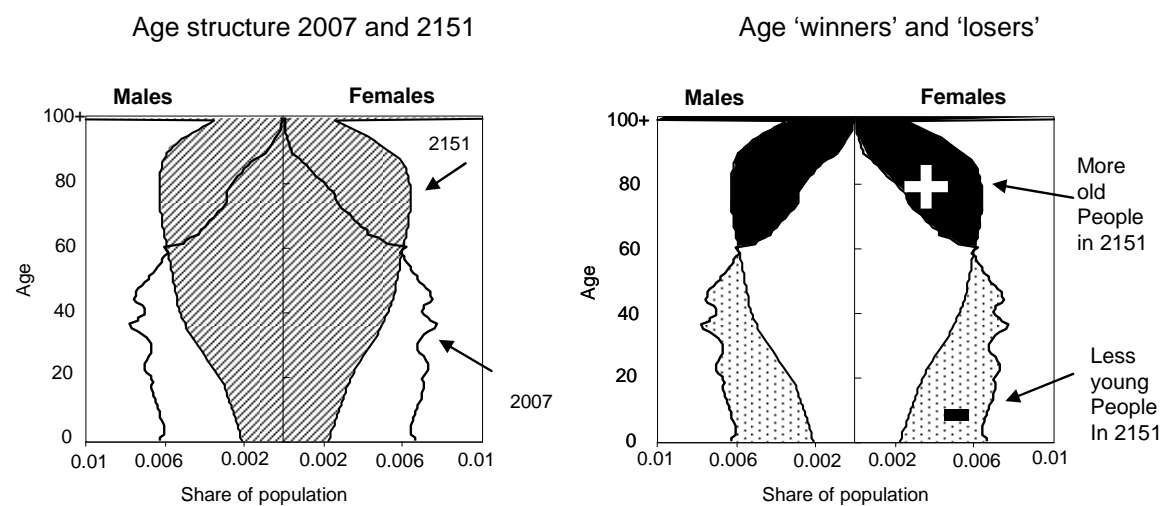 Age structure 2007 and 2151
Males Females
100+
80
60
40
20
0
Age
2151
2007
0.01 0.006 0.002 0.002 0.006 0.01
Share of population
Age ‘winners’ and ‘losers’
Males Females
100+
80
60
40
20
0
Age
More
old
People
in 2151
Less
young
People
In 2151
0.01 0.006 0.002 0.002 0.006 0.01
Share of population